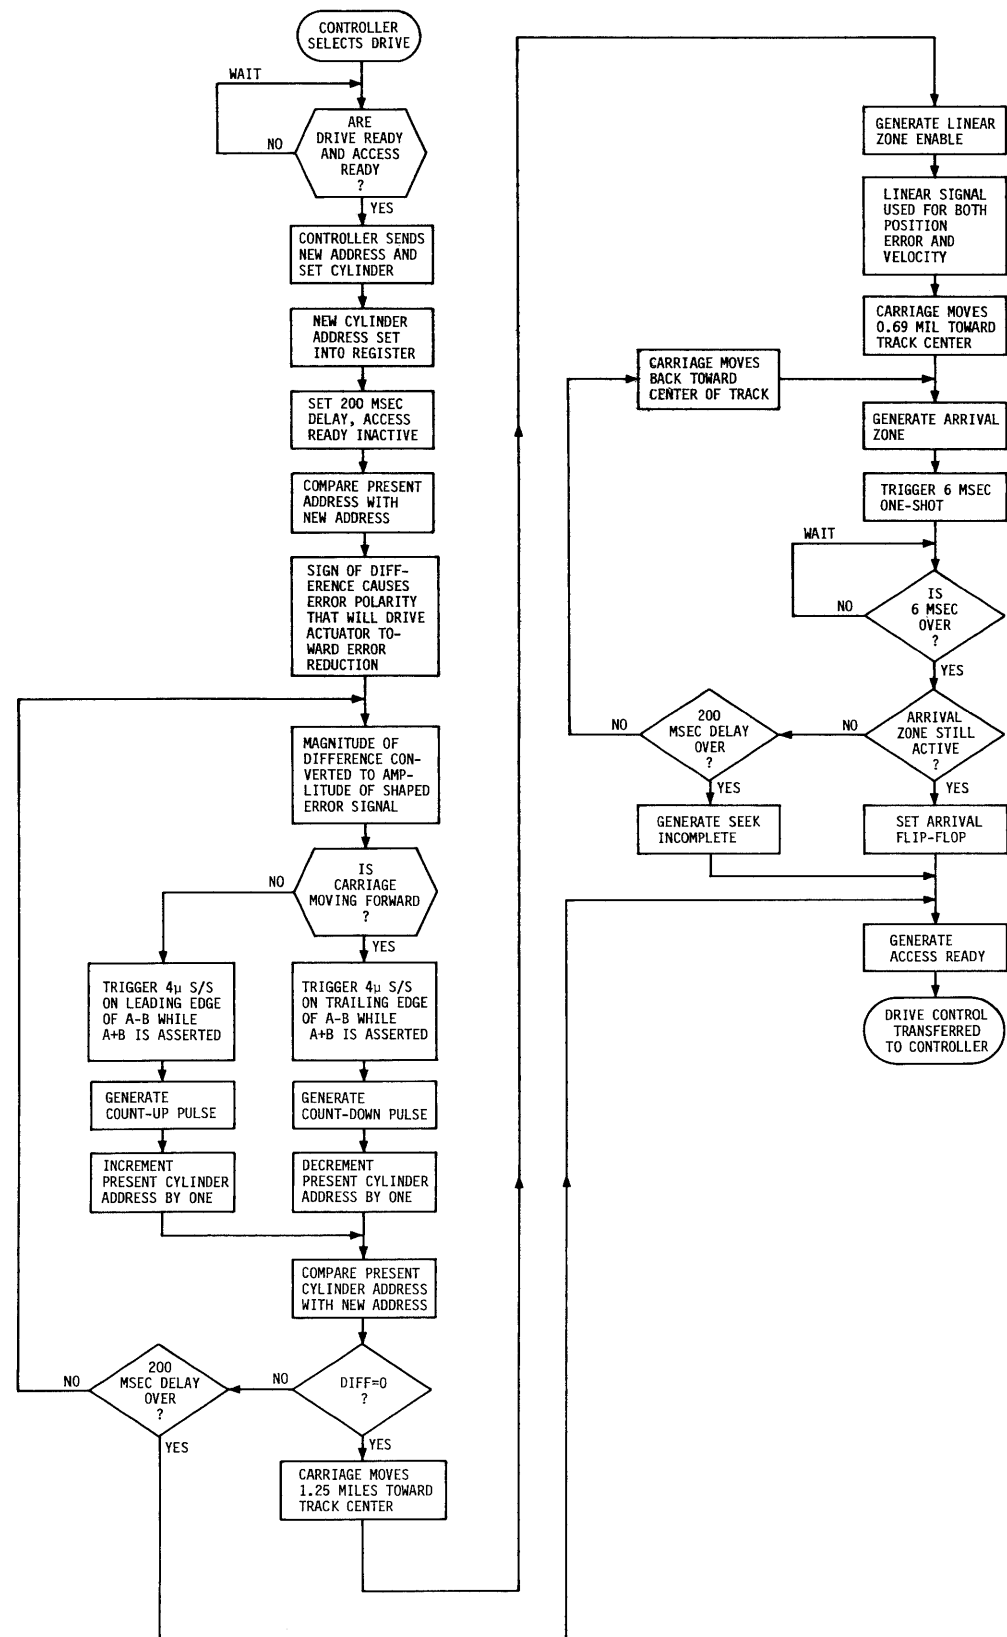 CONTROLLER
SELECTS DRIVE
WAIT
ARE
DRIVE READY
AND ACCESS
READY
?
NO
YES
CONTROLLER SENDS
NEW ADDRESS AND
SET CYLINDER
NEW CYLINDER
ADDRESS SET
INTO REGISTER
SET 200 MSEC
DELAY, ACCESS
READY INACTIVE
COMPARE PRESENT
ADDRESS WITH
NEW ADDRESS
SIGN OF DIFF-
ERENCE CAUSES
ERROR POLARITY
THAT WILL DRIVE
ACTUATOR TO-
WARD ERROR
REDUCTION
MAGNITUDE OF
DIFFERENCE CON-
VERTED TO AMP-
LITUDE OF SHAPED
ERROR SIGNAL
IS
CARRIAGE
MOVING FORWARD
?
NO
YES
TRIGGER 4μ S/S
ON LEADING EDGE
OF A-B WHILE
A+B IS ASSERTED
TRIGGER 4μ S/S
ON TRAILING EDGE
OF A-B WHILE
A+B IS ASSERTED
GENERATE
COUNT-UP PULSE
GENERATE
COUNT-DOWN PULSE
INCREMENT
PRESENT CYLINDER
ADDRESS BY ONE
DECREMENT
PRESENT CYLINDER
ADDRESS BY ONE
COMPARE PRESENT
CYLINDER ADDRESS
WITH NEW ADDRESS
DIFF=0
?
NO
YES
200
MSEC DELAY
OVER
?
NO
YES
CARRIAGE MOVES
1.25 MILES TOWARD
TRACK CENTER
GENERATE LINEAR
ZONE ENABLE
LINEAR SIGNAL
USED FOR BOTH
POSITION
ERROR AND
VELOCITY
CARRIAGE MOVES
0.69 MIL TOWARD
TRACK CENTER
CARRIAGE MOVES
BACK TOWARD
CENTER OF TRACK
GENERATE ARRIVAL
ZONE
TRIGGER 6 MSEC
ONE-SHOT
WAIT
IS
6 MSEC
OVER
?
NO
YES
ARRIVAL
ZONE STILL
ACTIVE
?
NO
YES
200
MSEC DELAY
OVER
?
NO
YES
GENERATE SEEK
INCOMPLETE
SET ARRIVAL
FLIP-FLOP
GENERATE
ACCESS READY
DRIVE CONTROL
TRANSFERRED
TO CONTROLLER